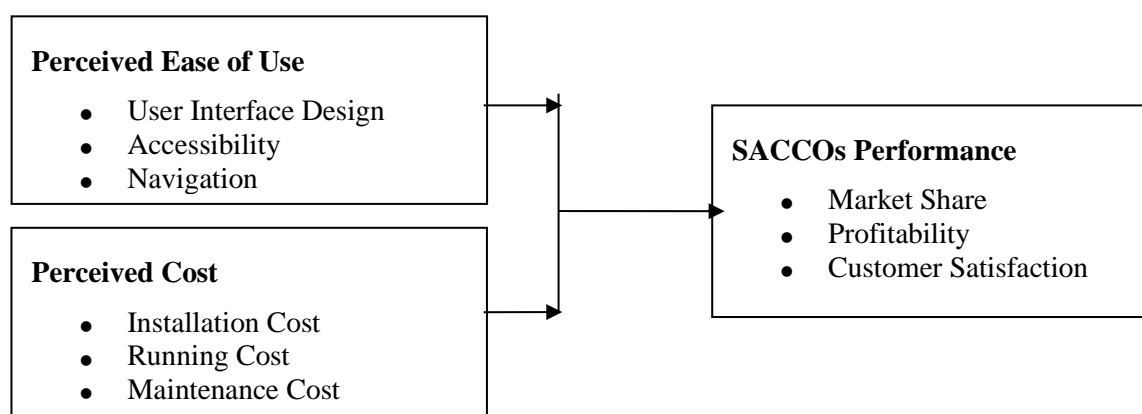 Perceived Ease of Use
● User Interface Design
● Accessibility
● Navigation
Perceived Cost
● Installation Cost
● Running Cost
● Maintenance Cost
SACCOs Performance
● Market Share
● Profitability
● Customer Satisfaction